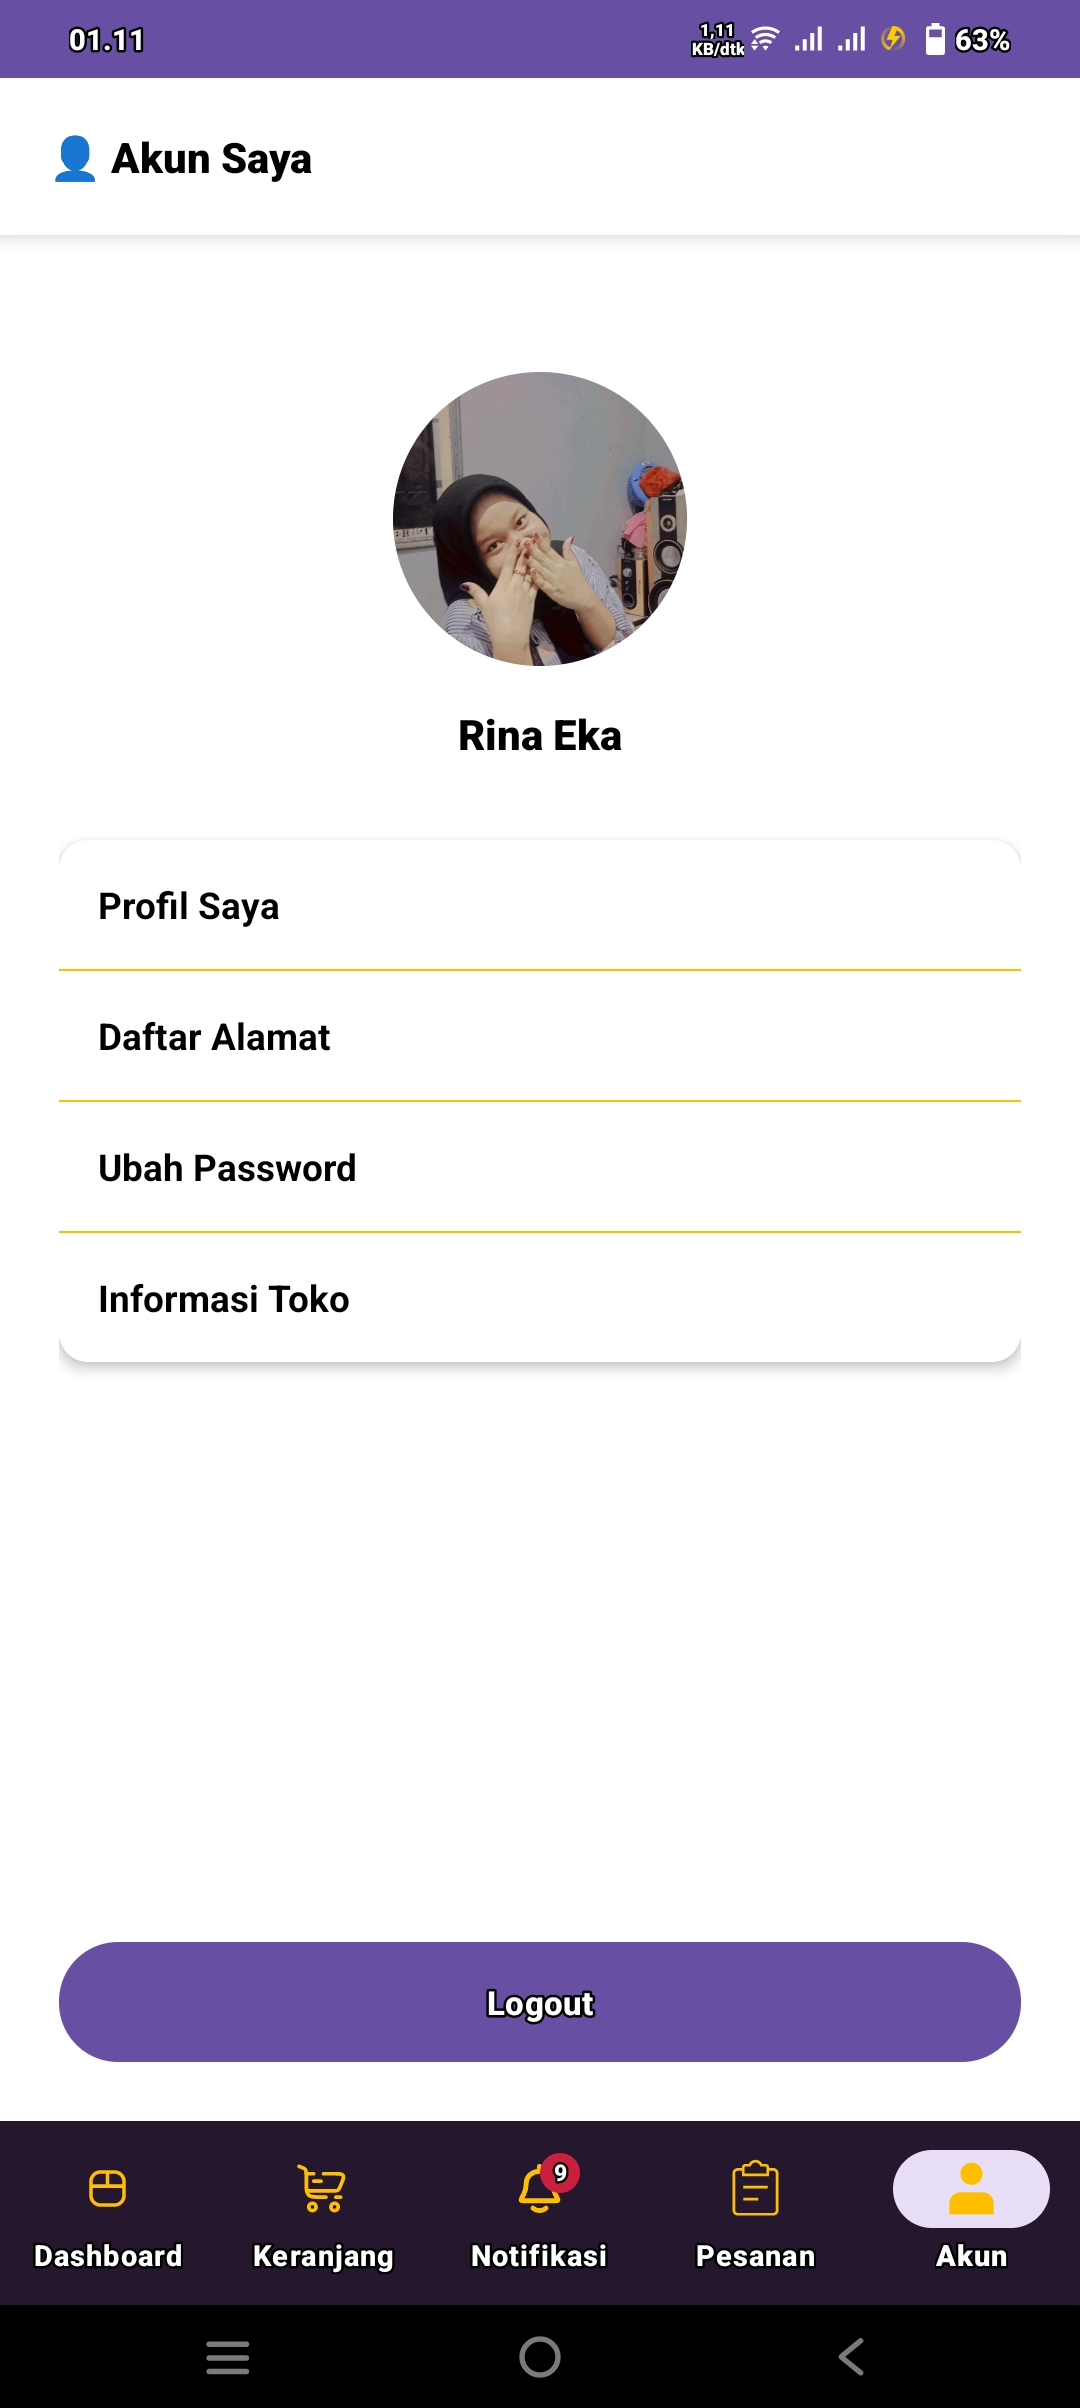 01.11
1,11
KB/dtk
63%
Akun Saya
Rina Eka
Profil Saya
Daftar Alamat
Ubah Password
Informasi Toko
Logout
9
Dashboard
Keranjang
Notifikasi
Pesanan
Akun